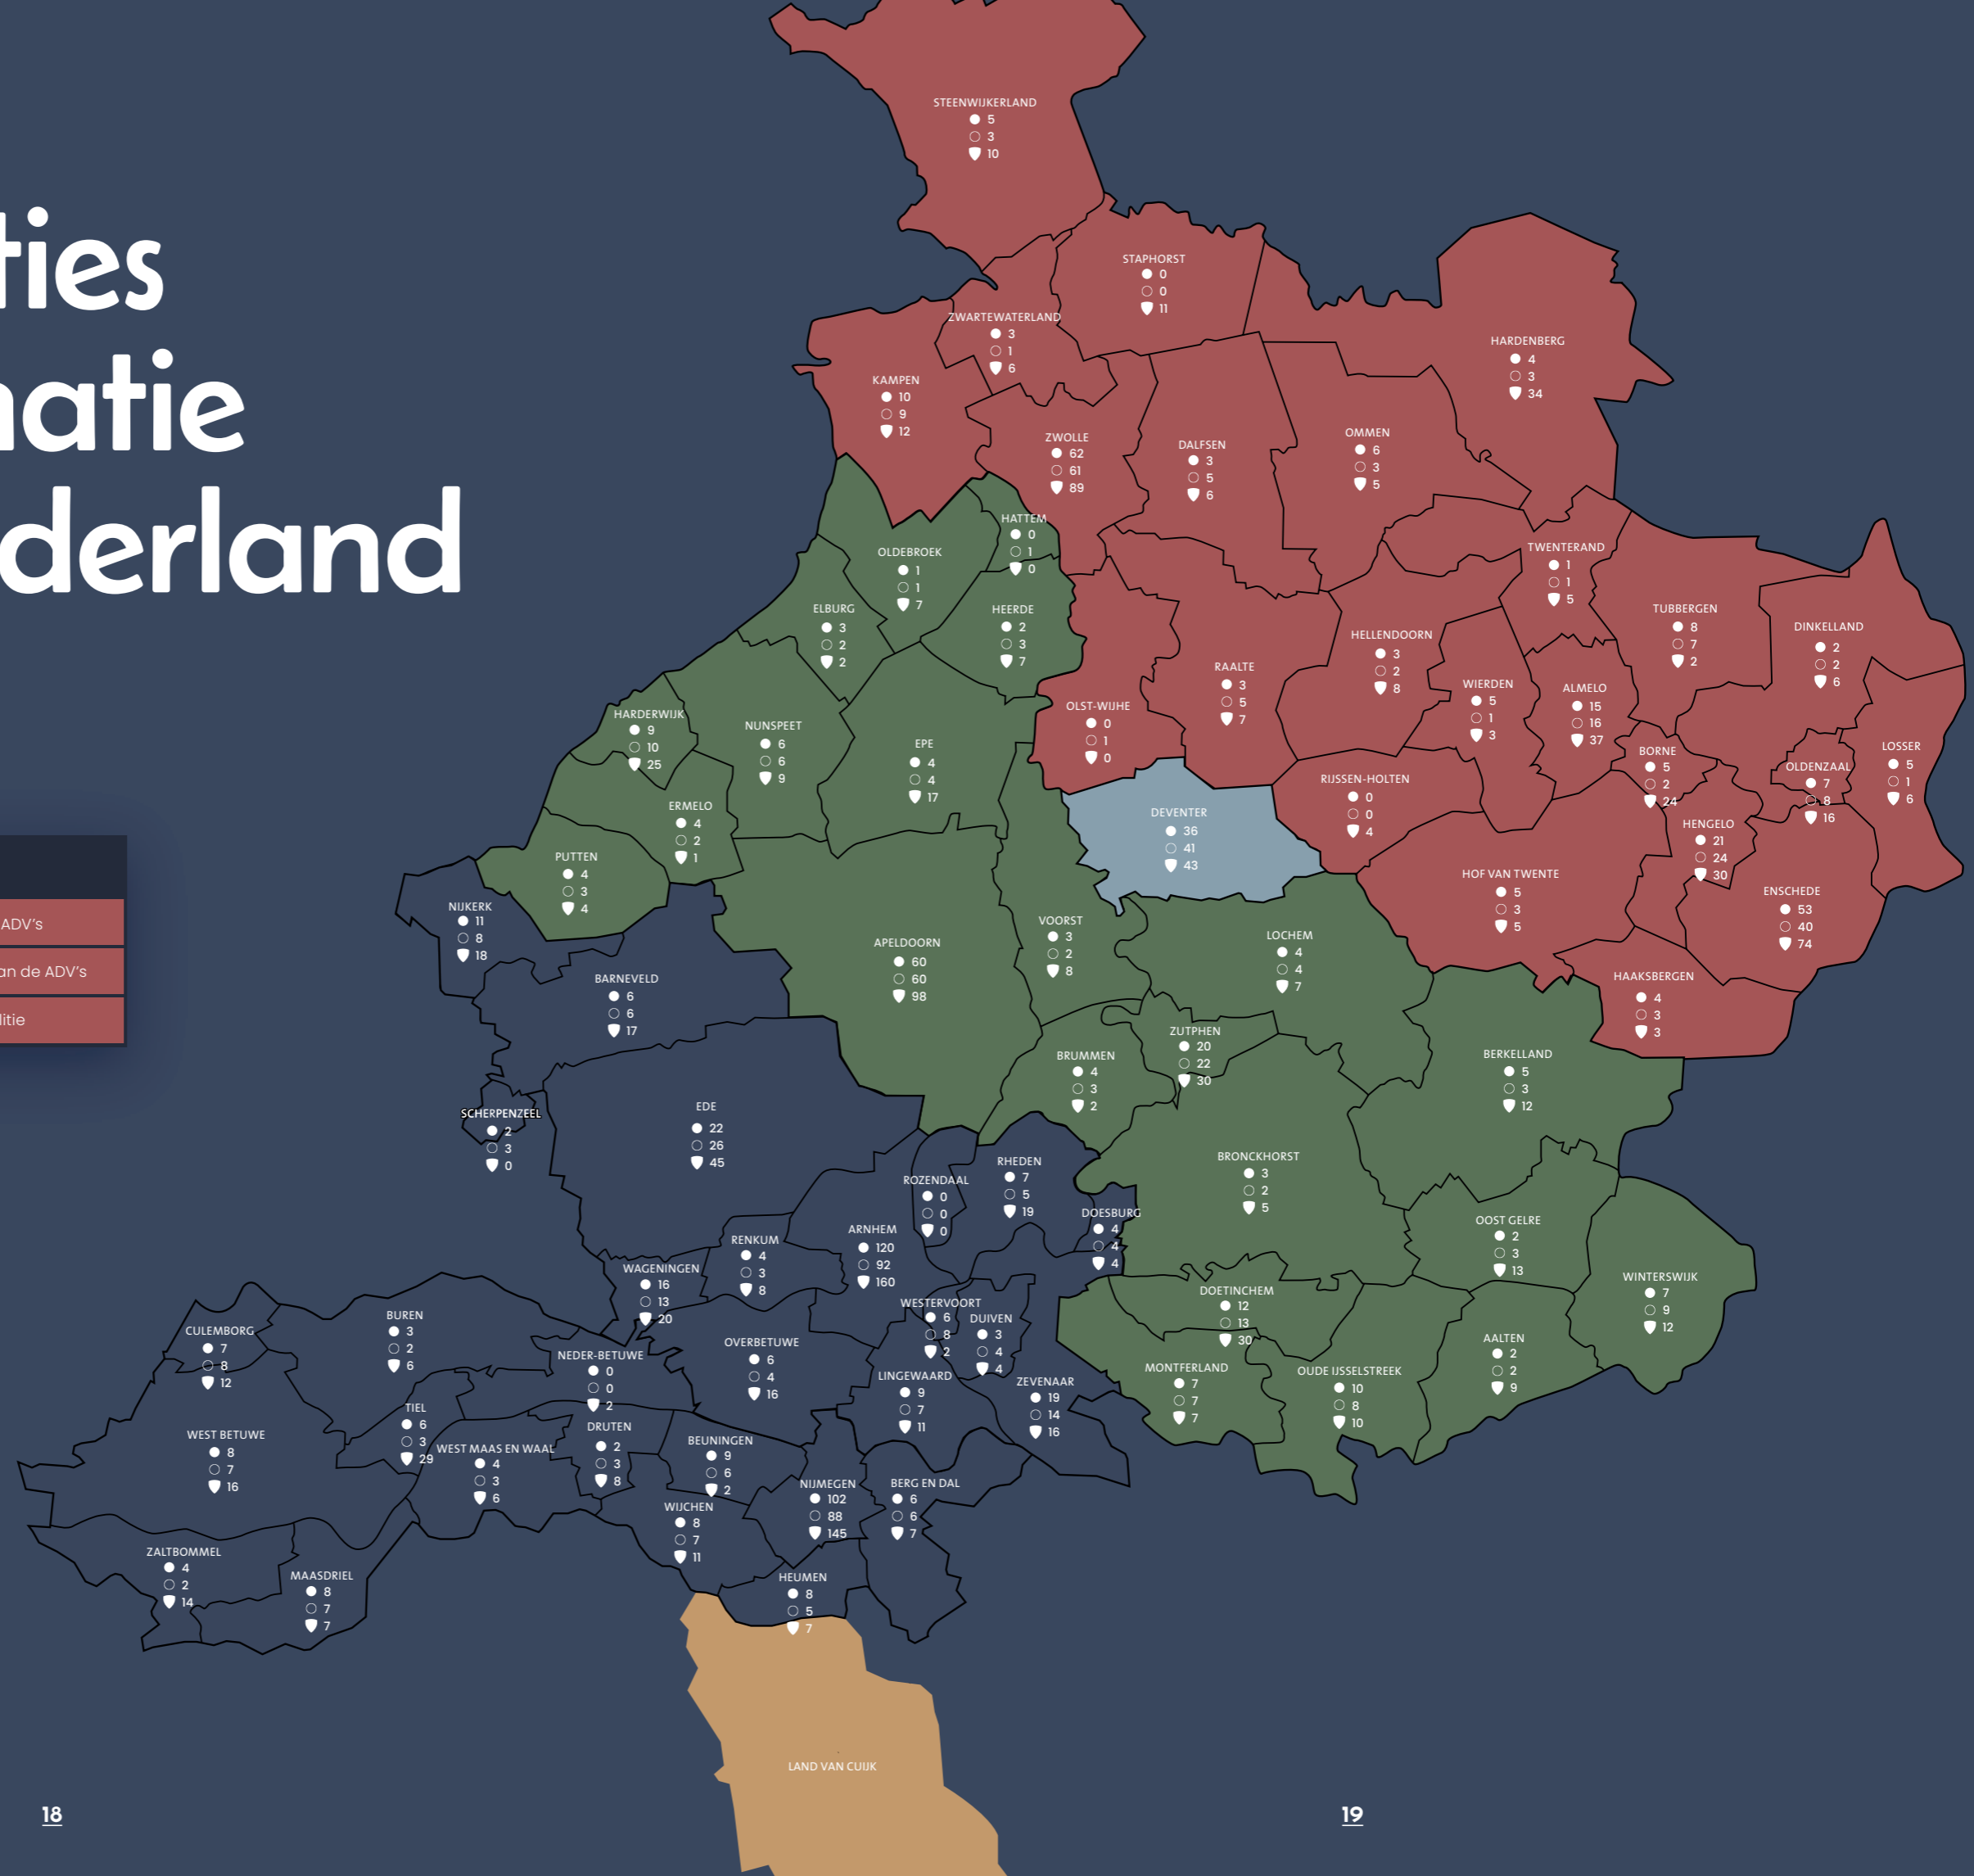 ties
natie
derland
ADV's
an de ADV's
litie
STEENWIJKERLAND
5
3
10
STAPHORST
0
0
11
ZWARTEWATERLAND
3
1
6
HARDENBERG
4
3
34
KAMPEN
10
9
12
ZWOLLE
62
61
89
DALFSEN
3
5
6
OMMEN
6
3
5
HATTEM
0
1
0
OLDEBROEK
1
1
7
TWENTERAND
1
1
5
ELBURG
3
2
2
HEERDE
2
3
7
TUBBERGEN
8
7
2
DINKELLAND
2
2
6
HELLENDOORN
3
2
8
RAALTE
3
5
7
WIERDEN
5
1
3
ALMELO
15
16
37
OLST-WIJHE
0
1
0
HARDERWIJK
9
10
25
NUNSPEET
6
6
9
EPE
4
4
17
BORNE
5
2
24
LOSSER
5
1
6
OLDENZAAL
7
8
16
RIJSSEN-HOLTEN
0
0
4
ERMELO
4
2
1
DEVENTER
36
41
43
HENGELO
21
24
30
PUTTEN
4
3
4
HOF VAN TWENTE
5
3
5
ENSCHEDE
53
40
74
NIJKERK
11
8
18
VOORST
3
2
8
LOCHEM
4
4
7
APELDOORN
60
60
98
BARNEVELD
6
6
17
HAAKSBERGEN
4
3
3
ZUTPHEN
20
22
30
BRUMMEN
4
3
2
BERKELLAND
5
3
12
SCHERPENZEEL
2
3
0
EDE
22
26
45
BRONCKHORST
3
2
5
RHEDEN
7
5
19
ROZENDAAL
0
0
0
DOESBURG
4
4
4
OOST GELRE
2
3
13
ARNHEM
120
92
160
RENKUM
4
3
8
WAGENINGEN
16
13
20
WINTERSWIJK
7
9
12
DOETINCHEM
12
13
30
WESTERVOORT
6
8
2
DUIVEN
3
4
4
BUREN
3
2
6
CULEMBORG
7
8
12
OVERBETUWE
6
4
16
AALTEN
2
2
9
NEDER-BETUWE
0
0
2
MONTFERLAND
7
7
7
OUDE IJSSELSTREEK
10
8
10
LINGEWAARD
9
7
11
ZEVENAAR
19
14
16
TIEL
6
3
29
DRUTEN
2
3
8
WEST BETUWE
8
7
16
BEUNINGEN
9
6
2
WEST MAAS EN WAAL
4
3
6
NIJMEGEN
102
88
145
BERG EN DAL
6
6
7
WIJCHEN
8
7
11
ZALTBOMMEL
4
2
14
MAASDRIEL
8
7
7
HEUMEN
8
5
7
LAND VAN CUIJK
18
19